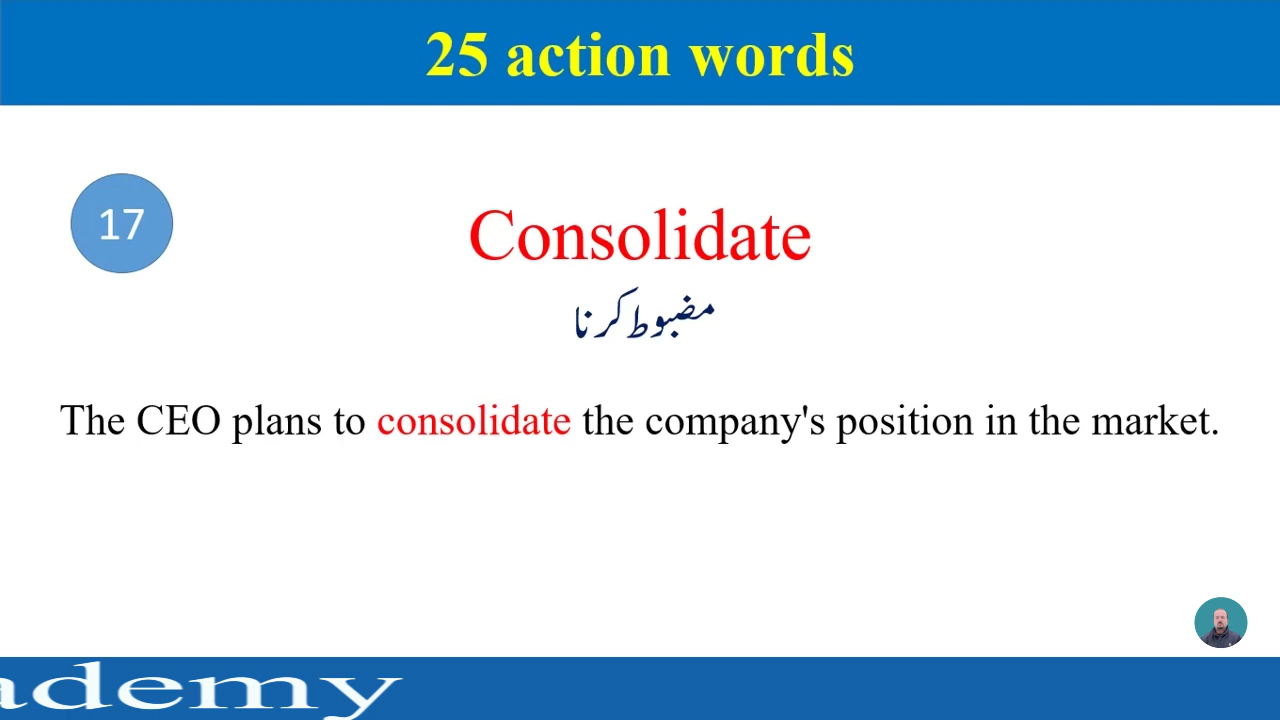 25 action words
17
Consolidate
مضبوط کرنا
The CEO plans to consolidate the company's position in the market.
ademy